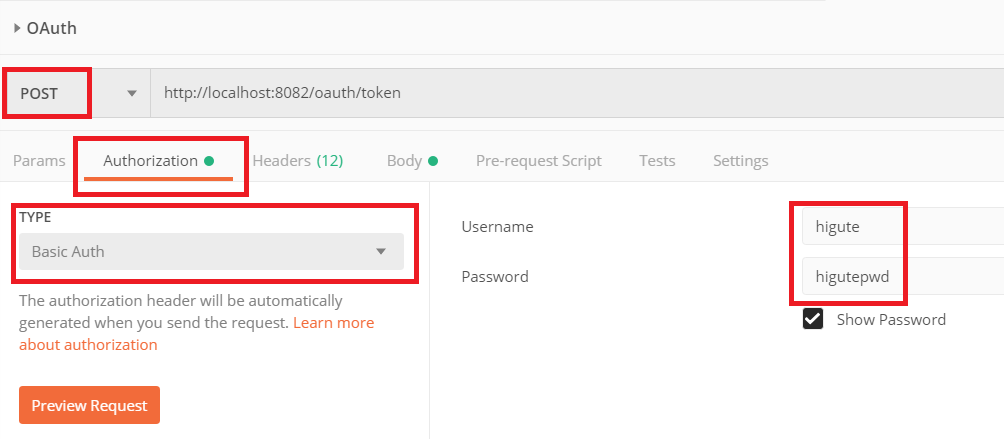 OAuth
POST
http://localhost:8082/oauth/token
Params Authorization Headers (12) Body Pre-request Script Tests Settings
TYPE
Basic Auth
The authorization header will be automatically
generated when you send the request. Learn more
about authorization
Preview Request
Username higute
Password higutepwd
Show Password